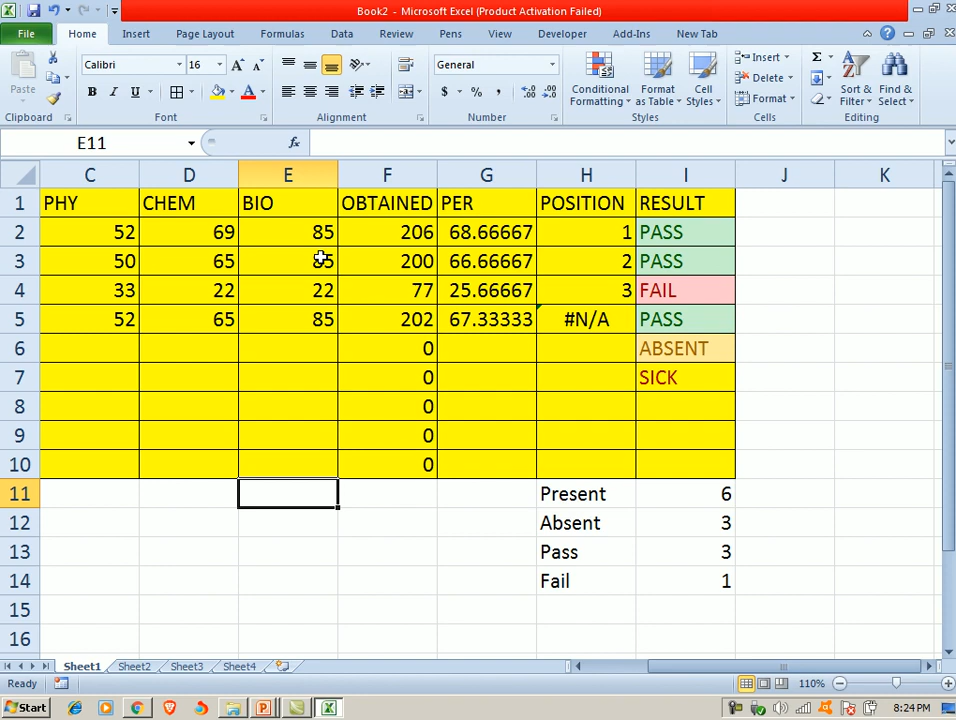 Book2 - Microsoft Excel (Product Activation Failed)
File Home Insert Page Layout Formulas Data Review Pens View Developer Add-Ins New Tab
Paste Calibri 16 A A General Conditional Formatting Format as Table Cell Styles Insert Delete Format Sort & Filter Find & Select
B I U A $ % ,
Clipboard Font Alignment Number Styles Cells Editing
E11 fx
C D E F G H I J K
1 PHY CHEM BIO OBTAINED PER POSITION RESULT
2 52 69 85 206 68.66667 1 PASS
3 50 65 85 200 66.66667 2 PASS
4 33 22 22 77 25.66667 3 FAIL
5 52 65 85 202 67.33333 #N/A PASS
6 0 ABSENT
7 0 SICK
8 0
9 0
10 0
11 Present 6
12 Absent 3
13 Pass 3
14 Fail 1
15
16
Sheet1 Sheet2 Sheet3 Sheet4
Ready 110%
Start 8:24 PM